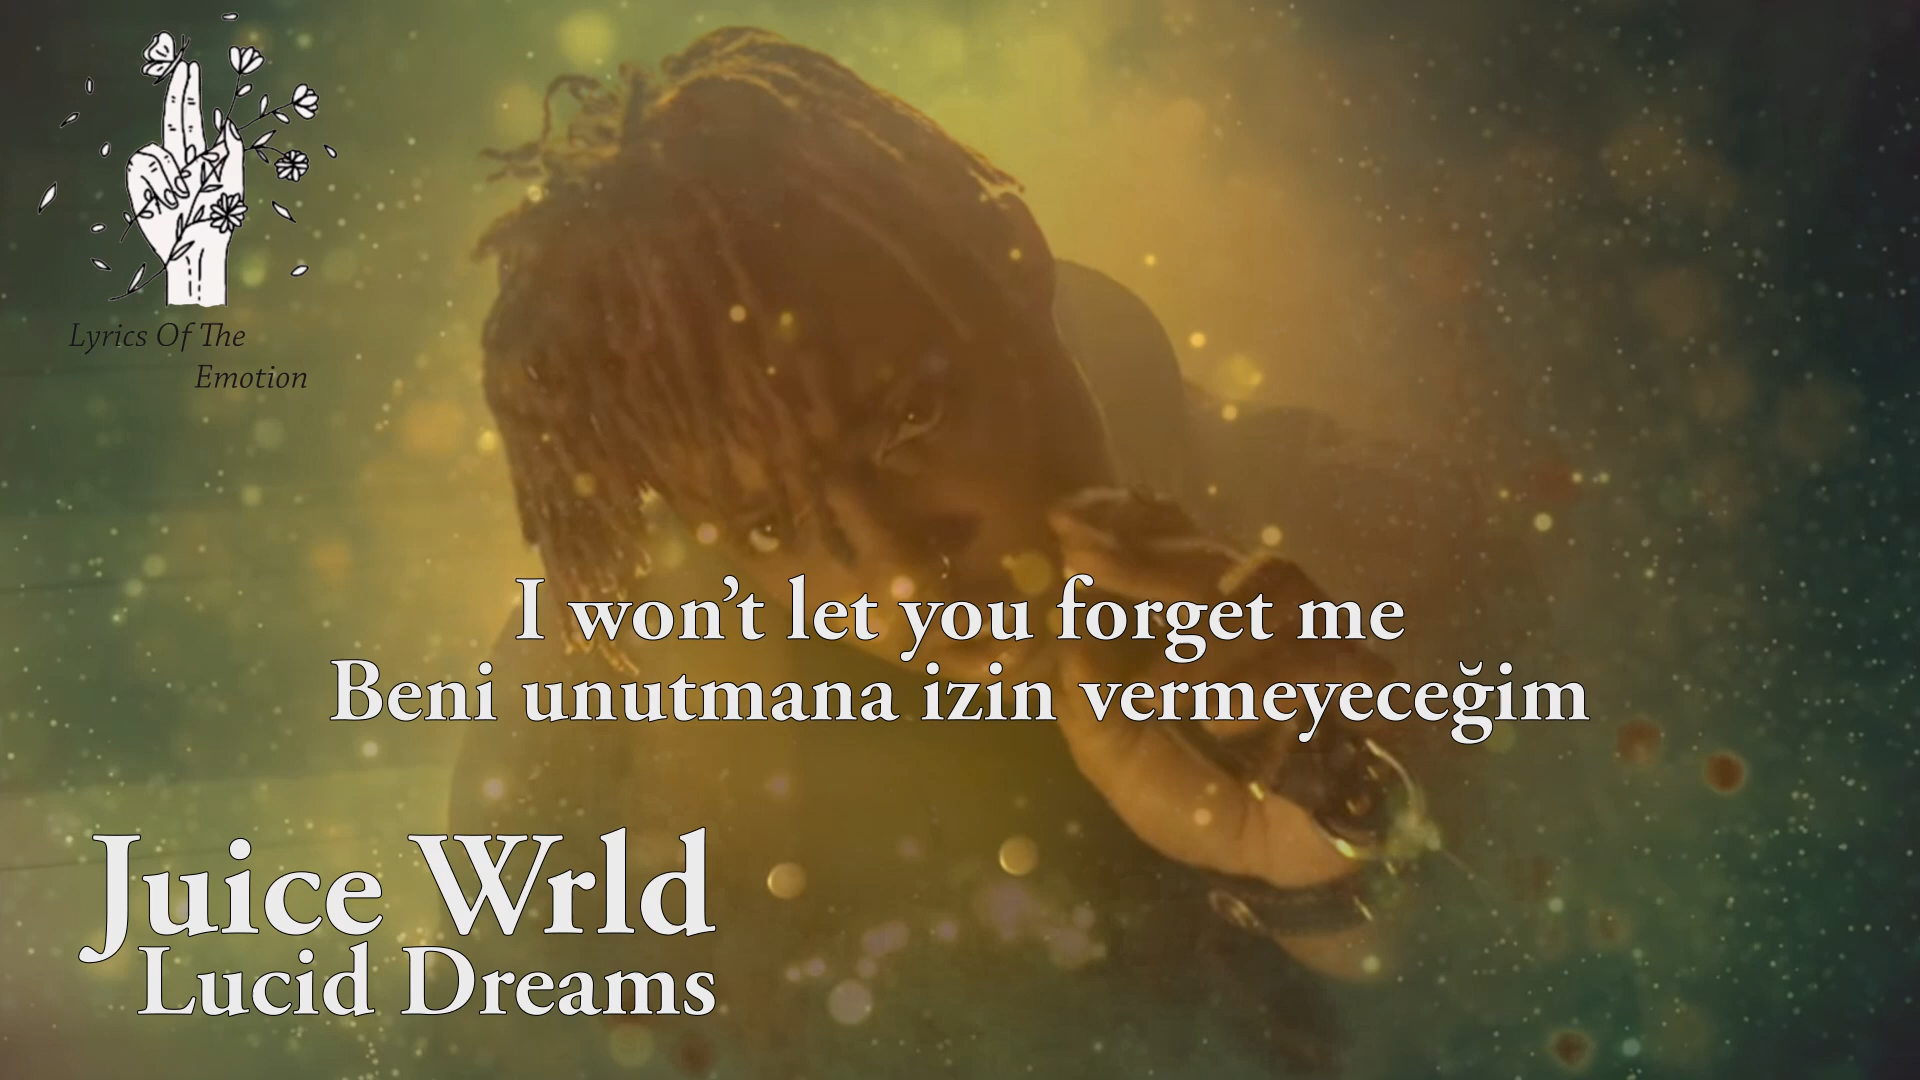 Lyrics Of The
Emotion
I won't let you forget me
Beni unutmana izin vermeyeceğim
Juice Wrld
Lucid Dreams